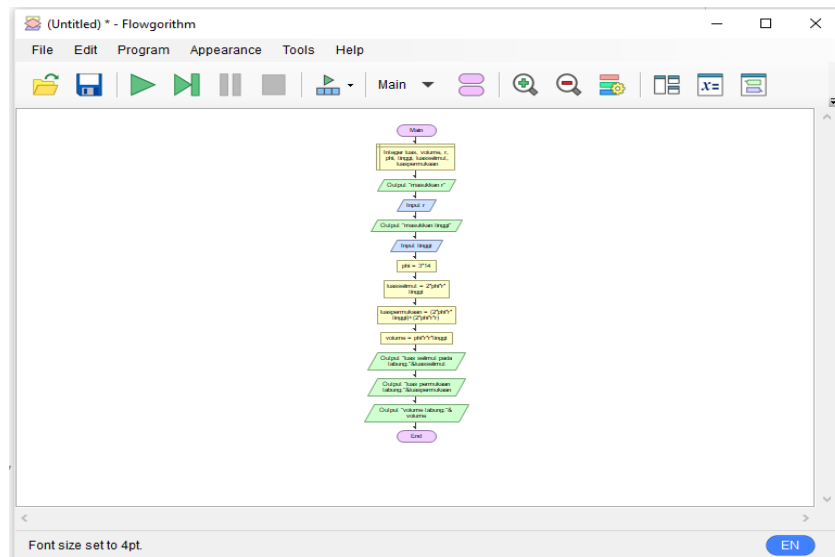 (Untitled) * - Flowgorithm
File Edit Program Appearance Tools Help
Main
x=
Main
Integer luas, volume, r,
phi, tinggi, luasselimut,
luaspermukaan
Output "masukkan r"
Input r
Output "masukkan tinggi"
Input tinggi
phi = 3*14
luasselimut = 2*phi*r*
tinggi
luaspermukaan = (2*phi*r*
tinggi)+(2*phi*r*r)
volume = phi*r*r*tinggi
Output "luas selimut pada
tabung:"&luasselimut
Output "luas permukaan
tabung:"&luaspermukaan
Output "volume tabung:"&
volume
End
Font size set to 4pt.
EN